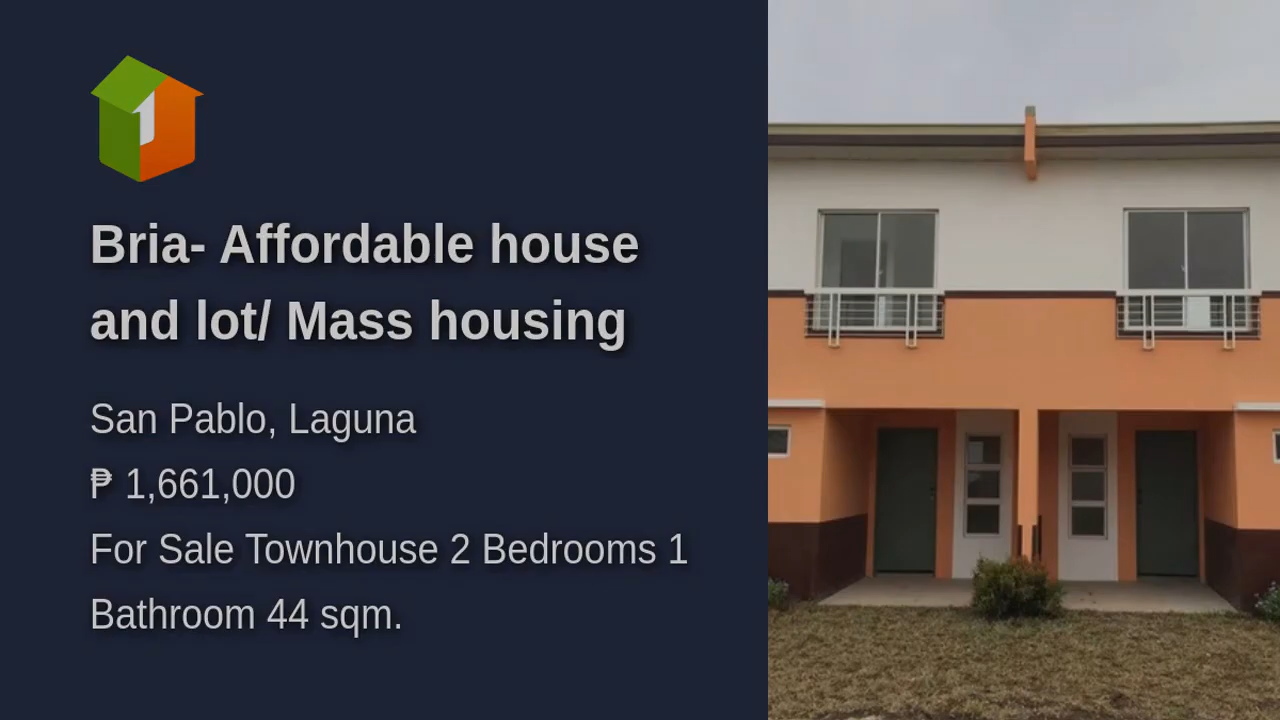 Bria- Affordable house
and lot/ Mass housing
San Pablo, Laguna
₱ 1,661,000
For Sale Townhouse 2 Bedrooms 1
Bathroom 44 sqm.